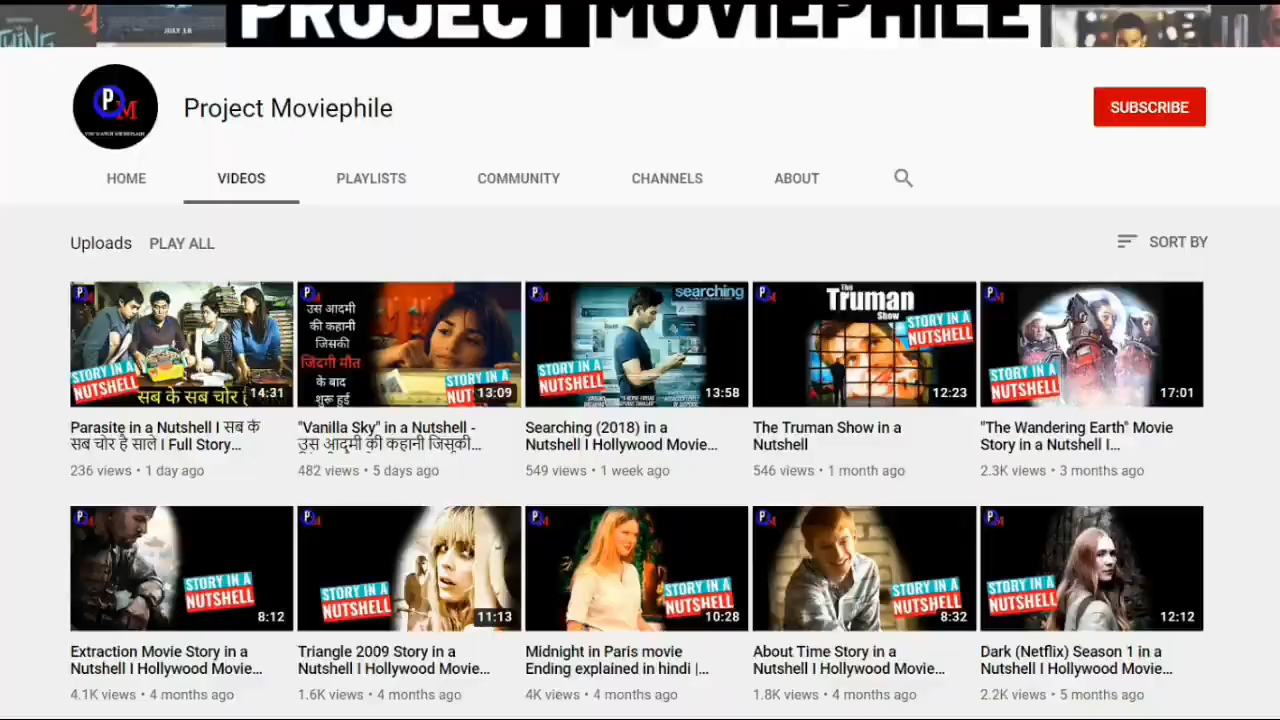 THING
JULY 18
PROJECT MOVIEPHILE
P M
Project Moviephile
SUBSCRIBE
HOME
VIDEOS
PLAYLISTS
COMMUNITY
CHANNELS
ABOUT
Uploads
PLAY ALL
SORT BY
STORY IN A
NUTSHELL
सब के सब चोर
14:31
उस आदमी
की कहानी
जिसकी
जिंदगी मौत
के बाद
शुरू हुई
STORY IN A
NUT
13:09
searching
STORY IN A
NUTSHELL
13:58
The
Truman
Show
STORY IN A
NUTSHELL
12:23
STORY IN A
NUTSHELL
17:01
Parasite in a Nutshell I सब के
सब चोर है साले I Full Story...
236 views • 1 day ago
"Vanilla Sky" in a Nutshell -
उस आदमी की कहानी जिसकी...
482 views • 5 days ago
Searching (2018) in a
Nutshell I Hollywood Movie...
549 views • 1 week ago
The Truman Show in a
Nutshell
546 views • 1 month ago
"The Wandering Earth" Movie
Story in a Nutshell I...
2.3K views • 3 months ago
STORY IN A
NUTSHELL
8:12
STORY IN A
NUTSHELL
11:13
STORY IN A
NUTSHELL
10:28
STORY IN A
NUTSHELL
8:32
STORY IN A
NUTSHELL
12:12
Extraction Movie Story in a
Nutshell I Hollywood Movie...
4.1K views • 4 months ago
Triangle 2009 Story in a
Nutshell I Hollywood Movie...
1.6K views • 4 months ago
Midnight in Paris movie
Ending explained in hindi |...
4K views • 4 months ago
About Time Story in a
Nutshell I Hollywood Movie...
1.8K views • 4 months ago
Dark (Netflix) Season 1 in a
Nutshell I Hollywood Movie...
2.2K views • 5 months ago